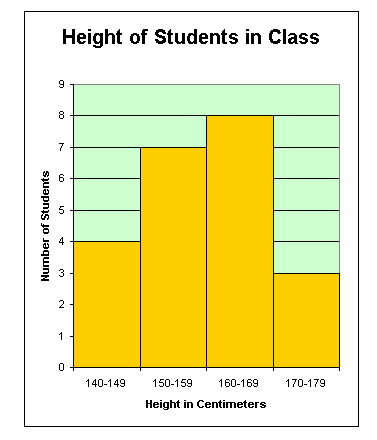 Height of Students in Class
Number of Students
9
8
7
6
5
4
3
2
1
0
140-149 150-159 160-169 170-179
Height in Centimeters